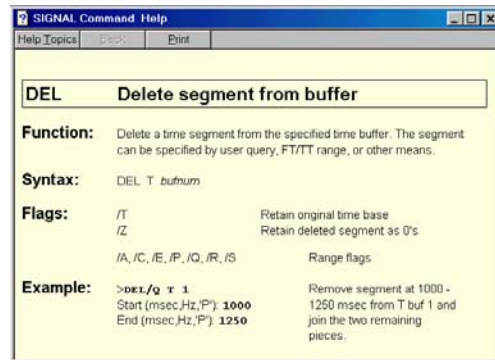 SIGNAL Command Help
Help Topics Back Print
DEL Delete segment from buffer
Function: Delete a time segment from the specified time buffer. The segment
can be specified by user query, FT/TT range, or other means.
Syntax: DEL T bufnum
Flags: /T Retain original time base
/Z Retain deleted segment as 0's
/A, /C, /E, /P, /Q, /R, /S Range flags
Example: >DEL/Q T 1 Remove segment at 1000 -
Start (msec,Hz,'P'): 1000 1250 msec from T buf 1 and
End (msec,Hz,'P'): 1250 join the two remaining
pieces.